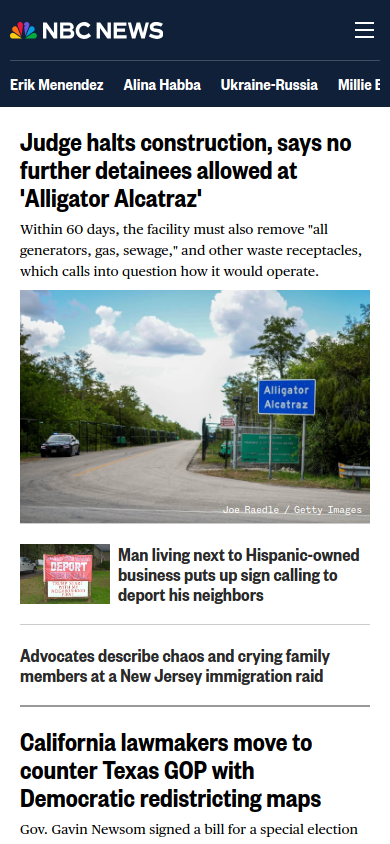 NBC NEWS
Erik Menendez Alina Habba Ukraine-Russia Millie B
Judge halts construction, says no
further detainees allowed at
'Alligator Alcatraz'
Within 60 days, the facility must also remove "all
generators, gas, sewage," and other waste receptacles,
which calls into question how it would operate.
Alligator
Alcatraz
Joe Raedle / Getty Images
DEPORT
Man living next to Hispanic-owned
business puts up sign calling to
deport his neighbors
Advocates describe chaos and crying family
members at a New Jersey immigration raid
California lawmakers move to
counter Texas GOP with
Democratic redistricting maps
Gov. Gavin Newsom signed a bill for a special election